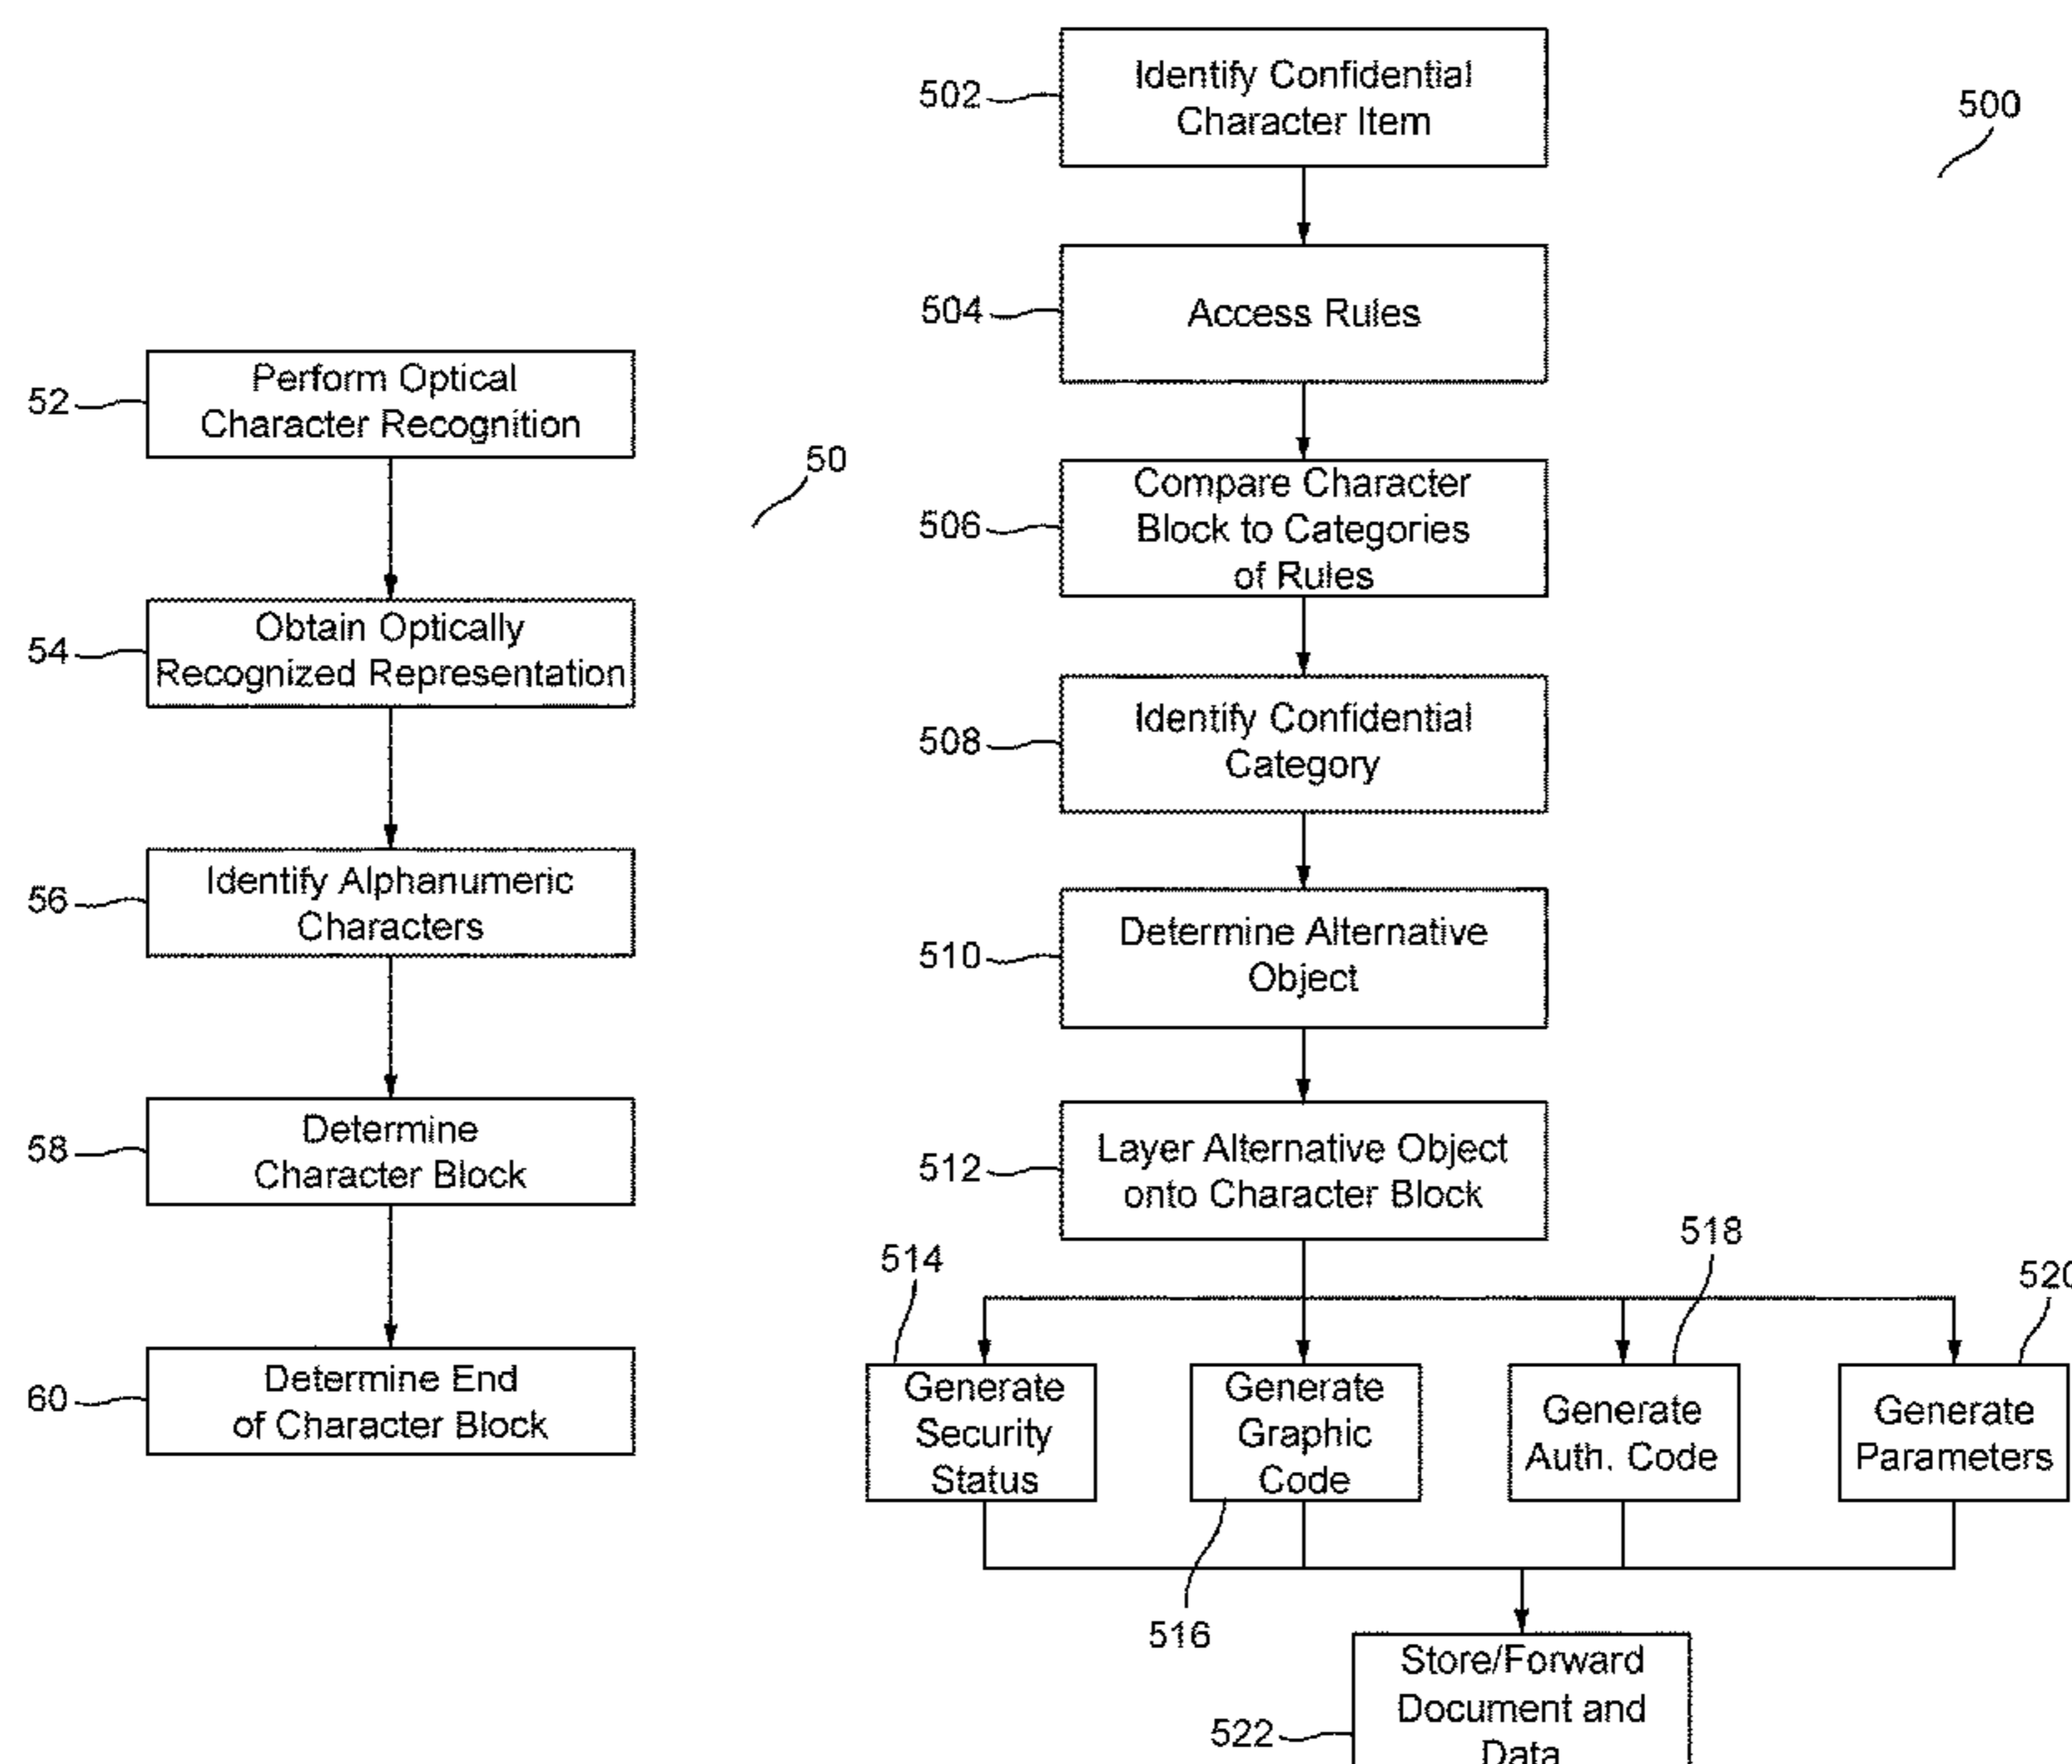 52
Perform Optical
Character Recognition
54
Obtain Optically
Recognized Representation
56
Identify Alphanumeric
Characters
58
Determine
Character Block
60
Determine End
of Character Block
50
502
Identify Confidential
Character Item
500
504
Access Rules
506
Compare Character
Block to Categories
of Rules
508
Identify Confidential
Category
510
Determine Alternative
Object
512
Layer Alternative Object
onto Character Block
514
518
520
Generate
Security
Status
Generate
Graphic
Code
Generate
Auth. Code
Generate
Parameters
516
522
Store/Forward
Document and
Data